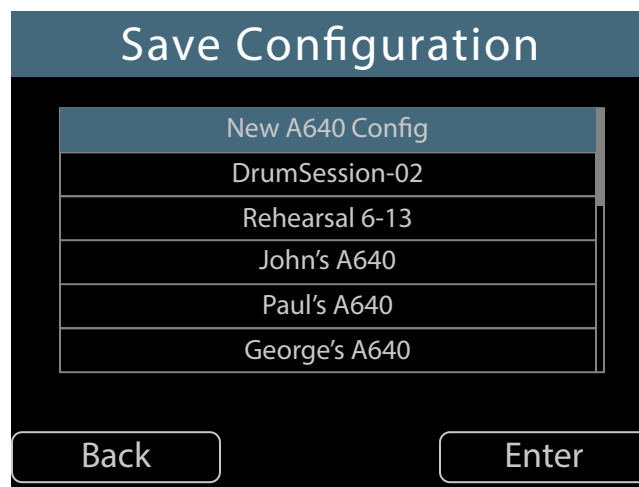 Save Configuration
New A640 Config
DrumSession-02
Rehearsal 6-13
John's A640
Paul's A640
George's A640
Back
Enter